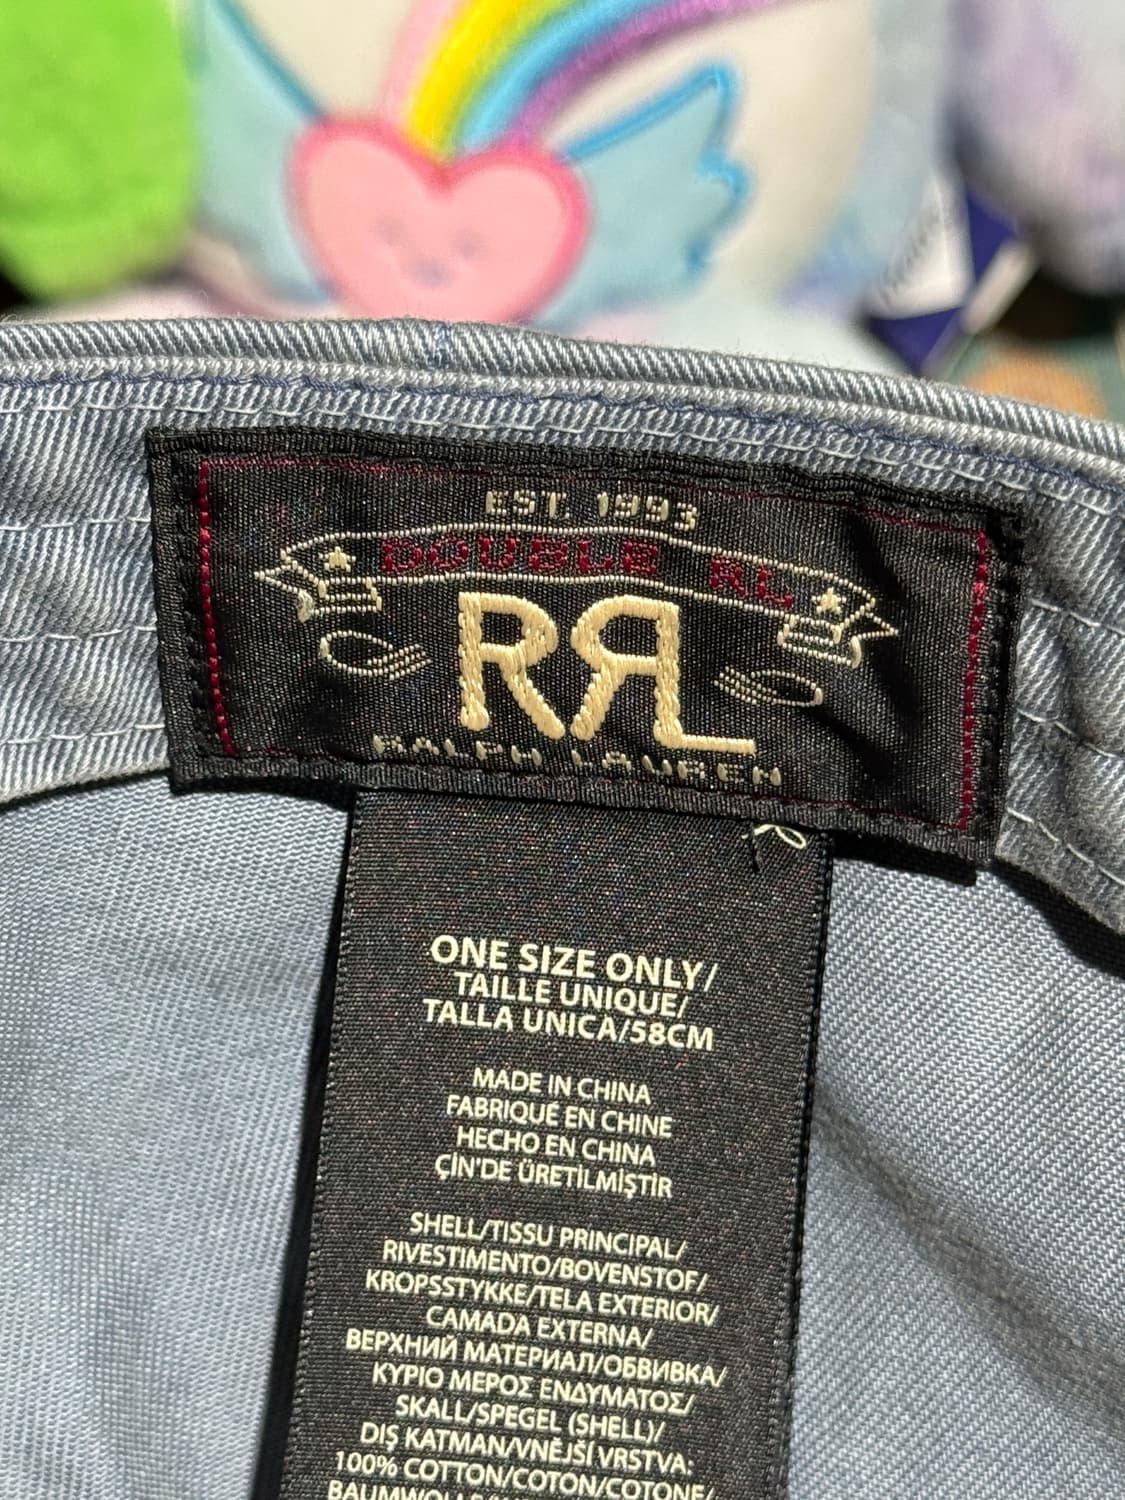 EST. 1993
DOUBLE RL
RRL
RALPH LAUREN
ONE SIZE ONLY/
TAILLE UNIQUE/
TALLA UNICA/58CM
MADE IN CHINA
FABRIQUÉ EN CHINE
HECHO EN CHINA
ÇİN'DE ÜRETİLMİŞTİR
SHELL/TISSU PRINCIPAL/
RIVESTIMENTO/BOVENSTOF/
KROPSSTYKKE/TELA EXTERIOR/
CAMADA EXTERNA/
ВЕРХНИЙ МАТЕРИАЛ/ОБВИВКА/
ΚΥΡΙΟ ΜΕΡΟΣ ΕΝΔΥΜΑΤΟΣ/
SKALL/SPEGEL (SHELL)/
DIŞ KATMAN/VNĚJŠÍ VRSTVA:
100% COTTON/COTON/COTONE/